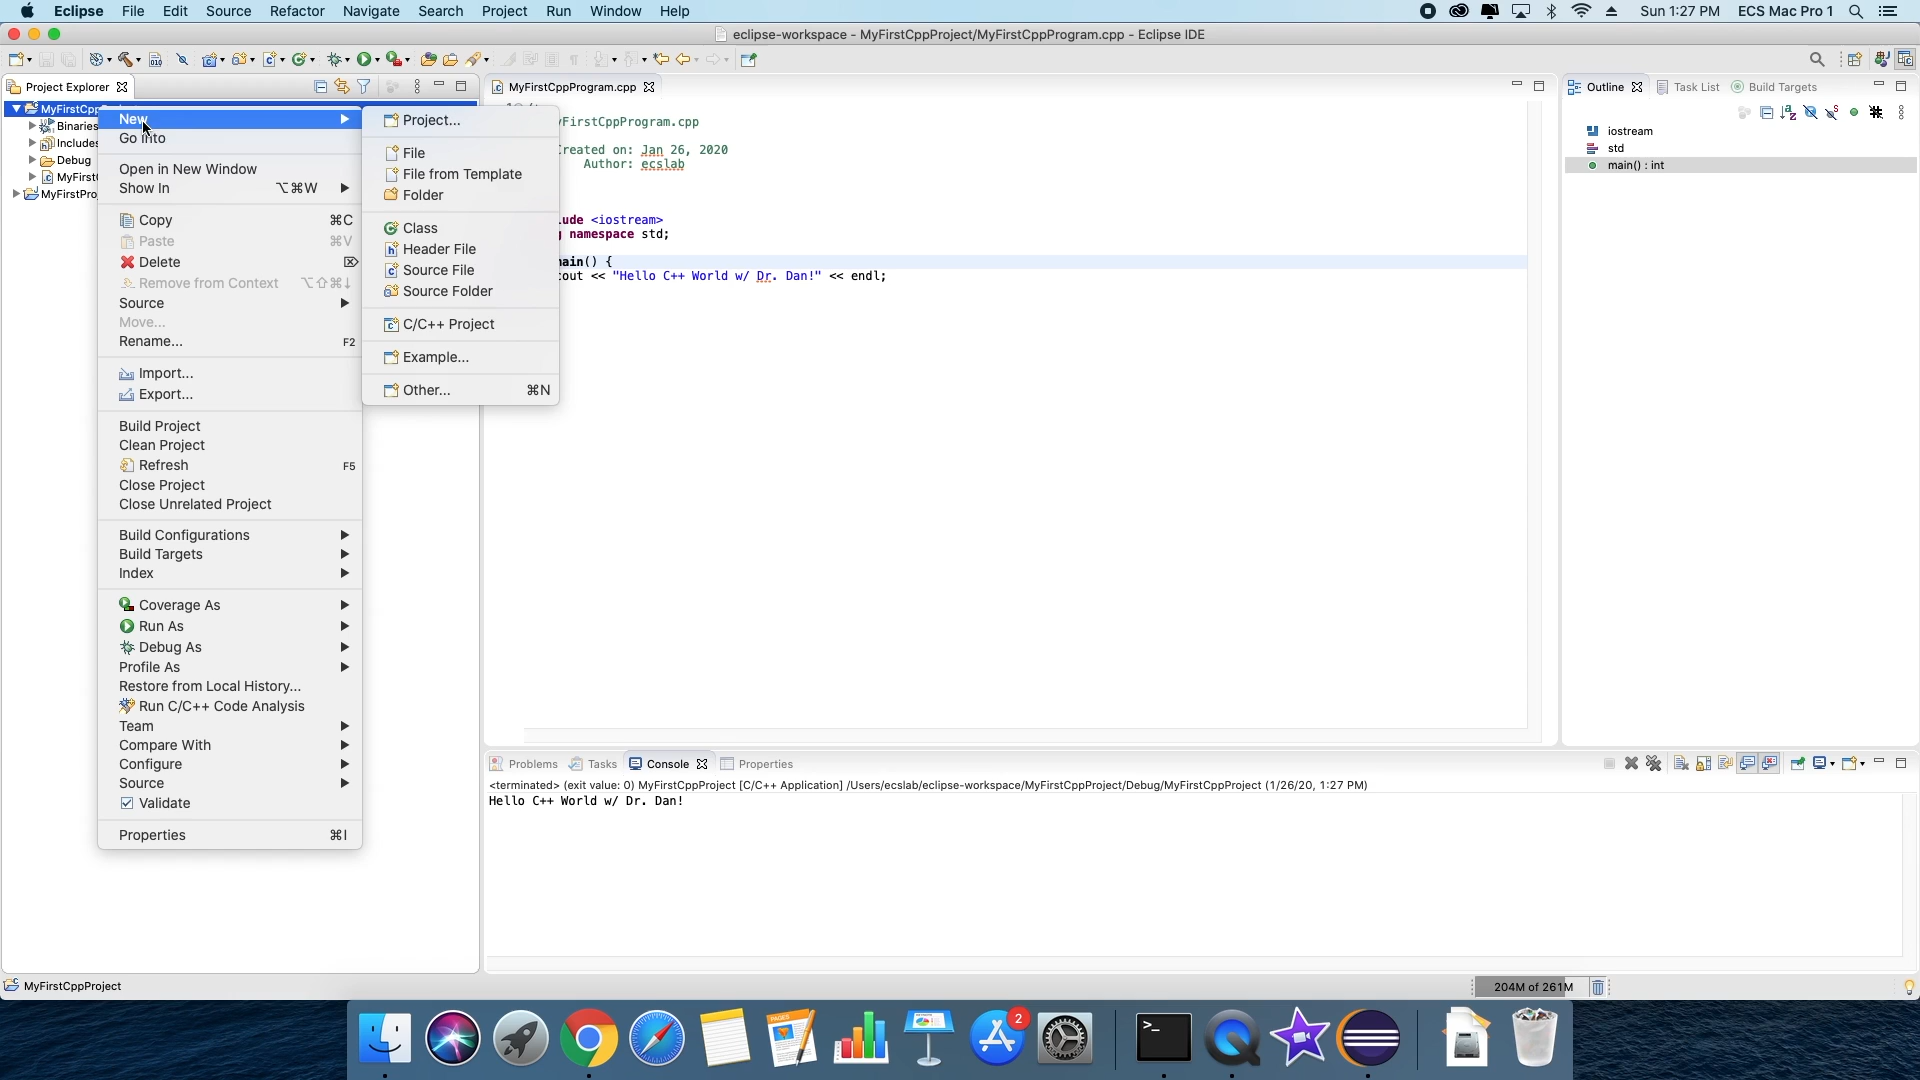 Eclipse File Edit Source Refactor Navigate Search Project Run Window Help Sun 1:27 PM ECS Mac Pro 1
eclipse-workspace - MyFirstCppProject/MyFirstCppProgram.cpp - Eclipse IDE
Project Explorer
MyFirstCpp
Binaries
Includes
Debug
MyFirst
MyFirstPro
New
Go Into
Open in New Window
Show In ⌥⌘W
Copy ⌘C
Paste ⌘V
Delete ⌦
Remove from Context ⌥⇧⌘↓
Source
Move...
Rename... F2
Import...
Export...
Build Project
Clean Project
Refresh F5
Close Project
Close Unrelated Project
Build Configurations
Build Targets
Index
Coverage As
Run As
Debug As
Profile As
Restore from Local History...
Run C/C++ Code Analysis
Team
Compare With
Configure
Source
Validate
Properties ⌘I
Project...
File
File from Template
Folder
Class
Header File
Source File
Source Folder
C/C++ Project
Example...
Other... ⌘N
MyFirstCppProgram.cpp
yFirstCppProgram.cpp
reated on: Jan 26, 2020
Author: ecslab
ude <iostream>
namespace std;
main() {
cout << "Hello C++ World w/ Dr. Dan!" << endl;
Outline Task List Build Targets
iostream
std
main() : int
Problems Tasks Console Properties
<terminated> (exit value: 0) MyFirstCppProject [C/C++ Application] /Users/ecslab/eclipse-workspace/MyFirstCppProject/Debug/MyFirstCppProject (1/26/20, 1:27 PM)
Hello C++ World w/ Dr. Dan!
MyFirstCppProject
204M of 261M
PAGES
2